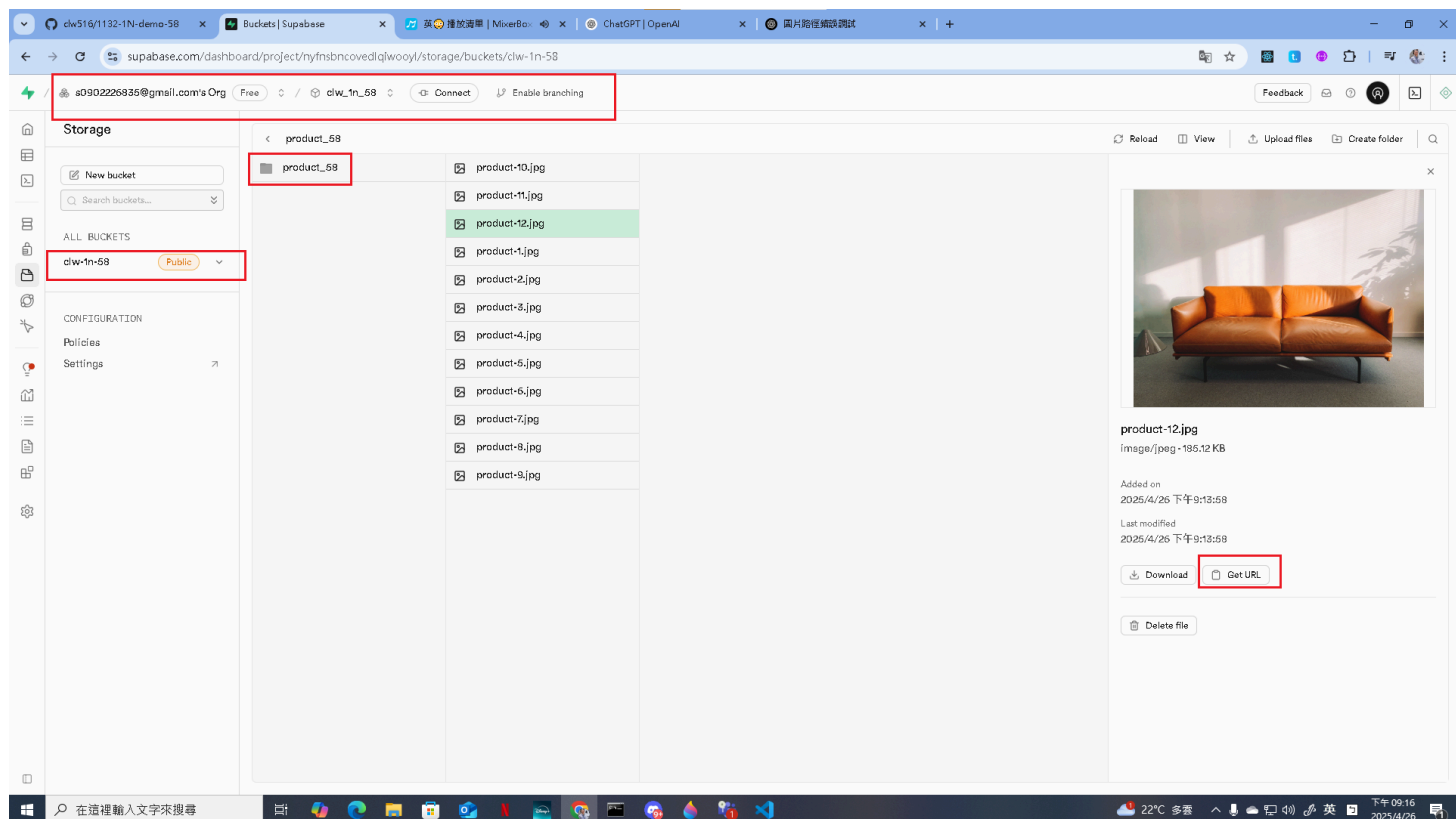 clw516/1132-1N-demo-58
Buckets | Supabase
英😳 播放清單 | MixerBox
ChatGPT | OpenAI
圖片路徑錯誤調試
supabase.com/dashboard/project/nyfnsbncovedlqlwooyl/storage/buckets/clw-1n-58
s0902226835@gmail.com's Org Free / clw_1n_58 Connect Enable branching
Feedback
Storage
New bucket
Search buckets...
ALL BUCKETS
clw-1n-58 Public
CONFIGURATION
Policies
Settings
product_58
Reload View Upload files Create folder
product_58
product-10.jpg
product-11.jpg
product-12.jpg
product-1.jpg
product-2.jpg
product-3.jpg
product-4.jpg
product-5.jpg
product-6.jpg
product-7.jpg
product-8.jpg
product-9.jpg
product-12.jpg
image/jpeg - 185.12 KB
Added on
2025/4/26 下午9:13:58
Last modified
2025/4/26 下午9:13:58
Download Get URL
Delete file
在這裡輸入文字來搜尋
22°C 多雲
英
下午 09:16
2025/4/26